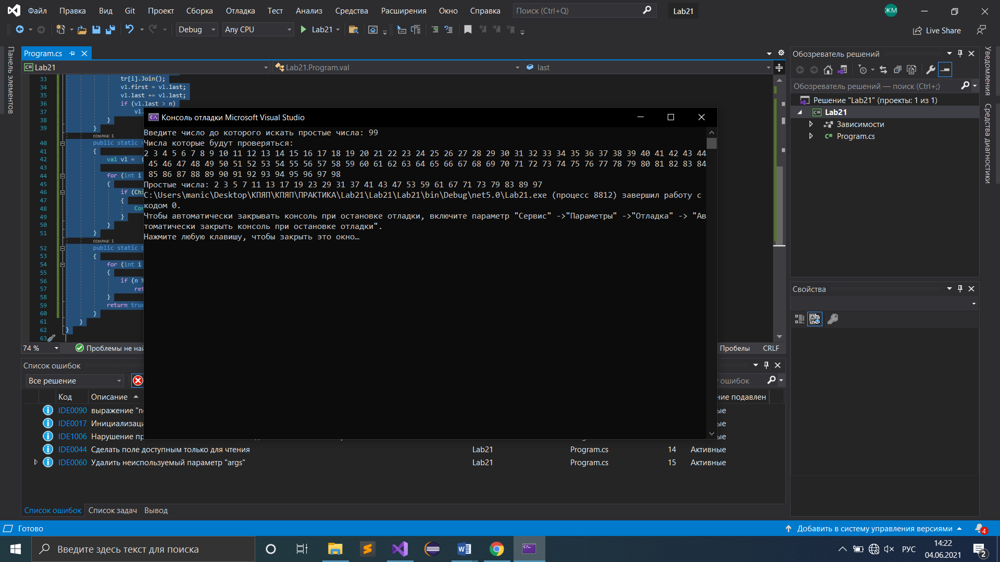 Файл Правка Вид Git Проект Сборка Отладка Тест Анализ Средства Расширения Окно Справка Поиск (Ctrl+Q) Lab21 ЖМ
Debug Any CPU Lab21 Live Share
Панель элементов
Program.cs
Lab21 Lab21.Program.val last
33 tr[i].Join();
34 vl.first = vl.last;
35 vl.last += vl.last;
36 if (vl.last > n)
37 vl.
38 }
39 }
ссылка: 1
40 public static v
41 {
42 val vl = (
43
44 for (int i
45 {
46 if (Chi
47 {
48 Con
49 }
50 }
51 }
ссылка: 1
52 public static b
53 {
54 for (int i
55 {
56 if (n %
57 ret
58 }
59 return true
60 }
61 }
62 }
63
74 % Проблемы не най
Пробелы CRLF
Консоль отладки Microsoft Visual Studio
Введите число до которого искать простые числа: 99
Числа которые будут проверяться:
2 3 4 5 6 7 8 9 10 11 12 13 14 15 16 17 18 19 20 21 22 23 24 25 26 27 28 29 30 31 32 33 34 35 36 37 38 39 40 41 42 43 44
45 46 47 48 49 50 51 52 53 54 55 56 57 58 59 60 61 62 63 64 65 66 67 68 69 70 71 72 73 74 75 76 77 78 79 80 81 82 83 84
85 86 87 88 89 90 91 92 93 94 95 96 97 98
Простые числа: 2 3 5 7 11 13 17 19 23 29 31 37 41 43 47 53 59 61 67 71 73 79 83 89 97
C:\Users\manic\Desktop\КПЯП\КПЯП\ПРАКТИКА\Lab21\Lab21\Lab21\bin\Debug\net5.0\Lab21.exe (процесс 8812) завершил работу с
кодом 0.
Чтобы автоматически закрывать консоль при остановке отладки, включите параметр "Сервис" ->"Параметры" ->"Отладка" -> "Ав
томатически закрыть консоль при остановке отладки".
Нажмите любую клавишу, чтобы закрыть это окно…
Обозреватель решений
Обозреватель решений — поиск (Ctrl+;)
Решение "Lab21" (проекты: 1 из 1)
Lab21
Зависимости
Program.cs
Свойства
Уведомления
Средства диагностики
Список ошибок
Все решение ошибок
Код Описание ние подавлен
IDE0090 выражение "n ые
IDE0017 Инициализаци ые
IDE1006 Нарушение пр ые
IDE0044 Сделать поле доступным только для чтения Lab21 Program.cs 14 Активные
IDE0060 Удалить неиспользуемый параметр "args" Lab21 Program.cs 15 Активные
Список ошибок Список задач Вывод
Готово Добавить в систему управления версиями 4
Введите здесь текст для поиска РУС 14:22
04.06.2021 2